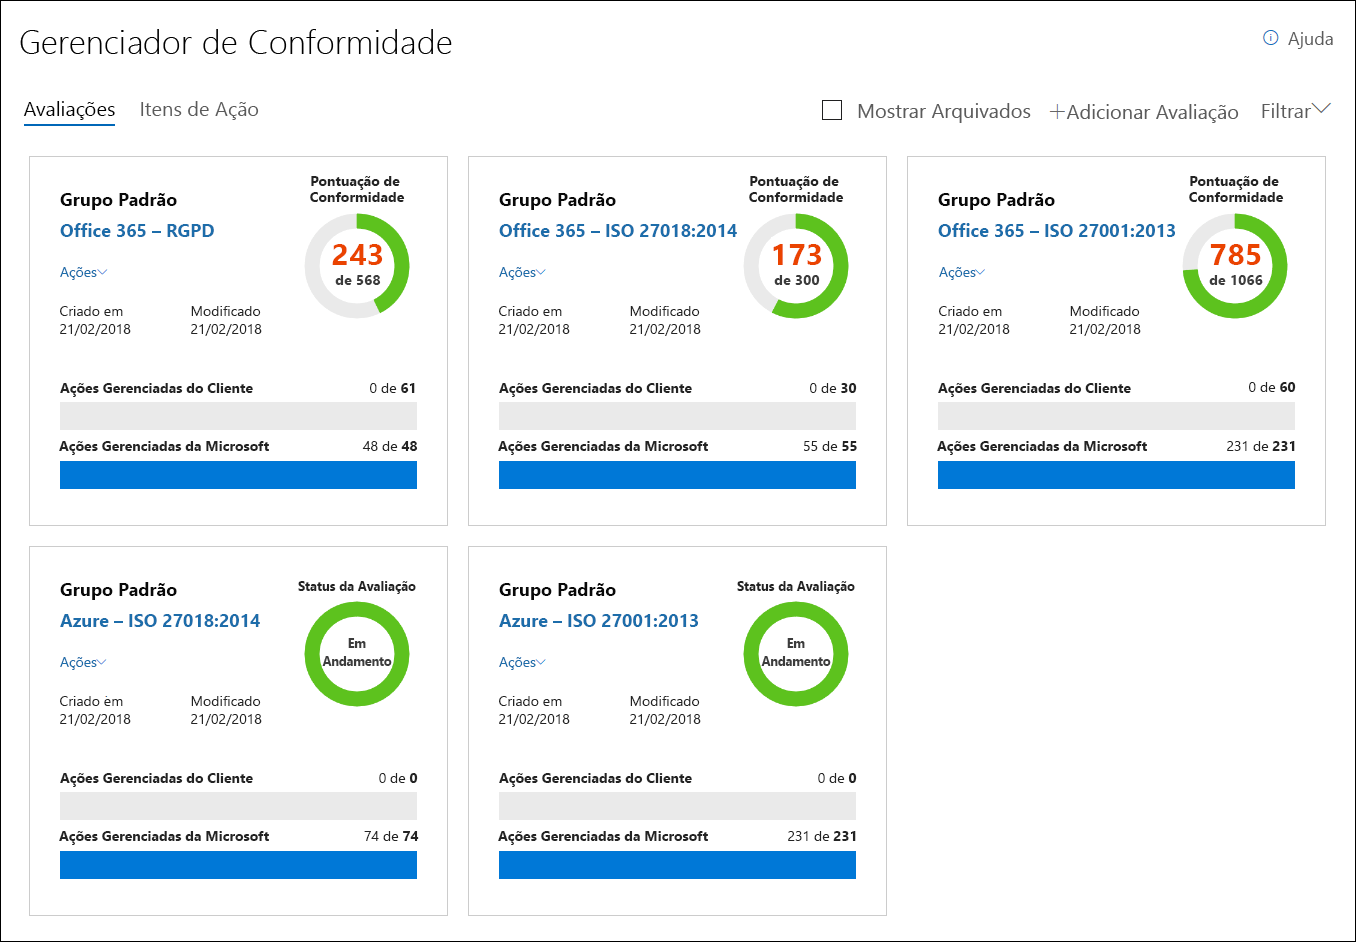 Gerenciador de Conformidade
Ajuda
Avaliações
Itens de Ação
Mostrar Arquivados
+Adicionar Avaliação
Filtrar
Grupo Padrão
Office 365 – RGPD
Pontuação de
Conformidade
243
de 568
Ações
Criado em
21/02/2018
Modificado
21/02/2018
Ações Gerenciadas do Cliente
0 de 61
Ações Gerenciadas da Microsoft
48 de 48
Grupo Padrão
Office 365 – ISO 27018:2014
Pontuação de
Conformidade
173
de 300
Ações
Criado em
21/02/2018
Modificado
21/02/2018
Ações Gerenciadas do Cliente
0 de 30
Ações Gerenciadas da Microsoft
55 de 55
Grupo Padrão
Office 365 – ISO 27001:2013
Pontuação de
Conformidade
785
de 1066
Ações
Criado em
21/02/2018
Modificado
21/02/2018
Ações Gerenciadas do Cliente
0 de 60
Ações Gerenciadas da Microsoft
231 de 231
Grupo Padrão
Azure – ISO 27018:2014
Status da Avaliação
Em
Andamento
Ações
Criado em
21/02/2018
Modificado
21/02/2018
Ações Gerenciadas do Cliente
0 de 0
Ações Gerenciadas da Microsoft
74 de 74
Grupo Padrão
Azure – ISO 27001:2013
Status da Avaliação
Em
Andamento
Ações
Criado em
21/02/2018
Modificado
21/02/2018
Ações Gerenciadas do Cliente
0 de 0
Ações Gerenciadas da Microsoft
231 de 231